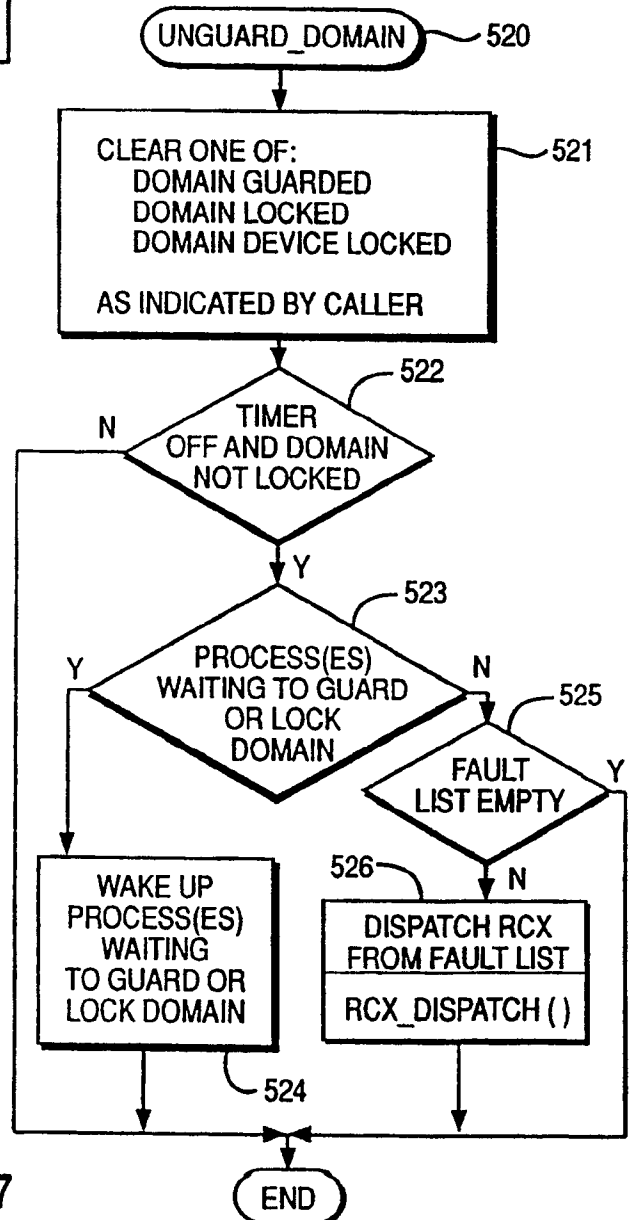 UNGUARD_DOMAIN
520
CLEAR ONE OF:
DOMAIN GUARDED
DOMAIN LOCKED
DOMAIN DEVICE LOCKED
AS INDICATED BY CALLER
521
522
TIMER
OFF AND DOMAIN
NOT LOCKED
N
Y
523
PROCESS(ES)
WAITING TO GUARD
OR LOCK
DOMAIN
Y
N
525
FAULT
LIST EMPTY
Y
N
WAKE UP
PROCESS(ES)
WAITING
TO GUARD OR
LOCK DOMAIN
524
526
DISPATCH RCX
FROM FAULT LIST
RCX_DISPATCH ( )
7
END